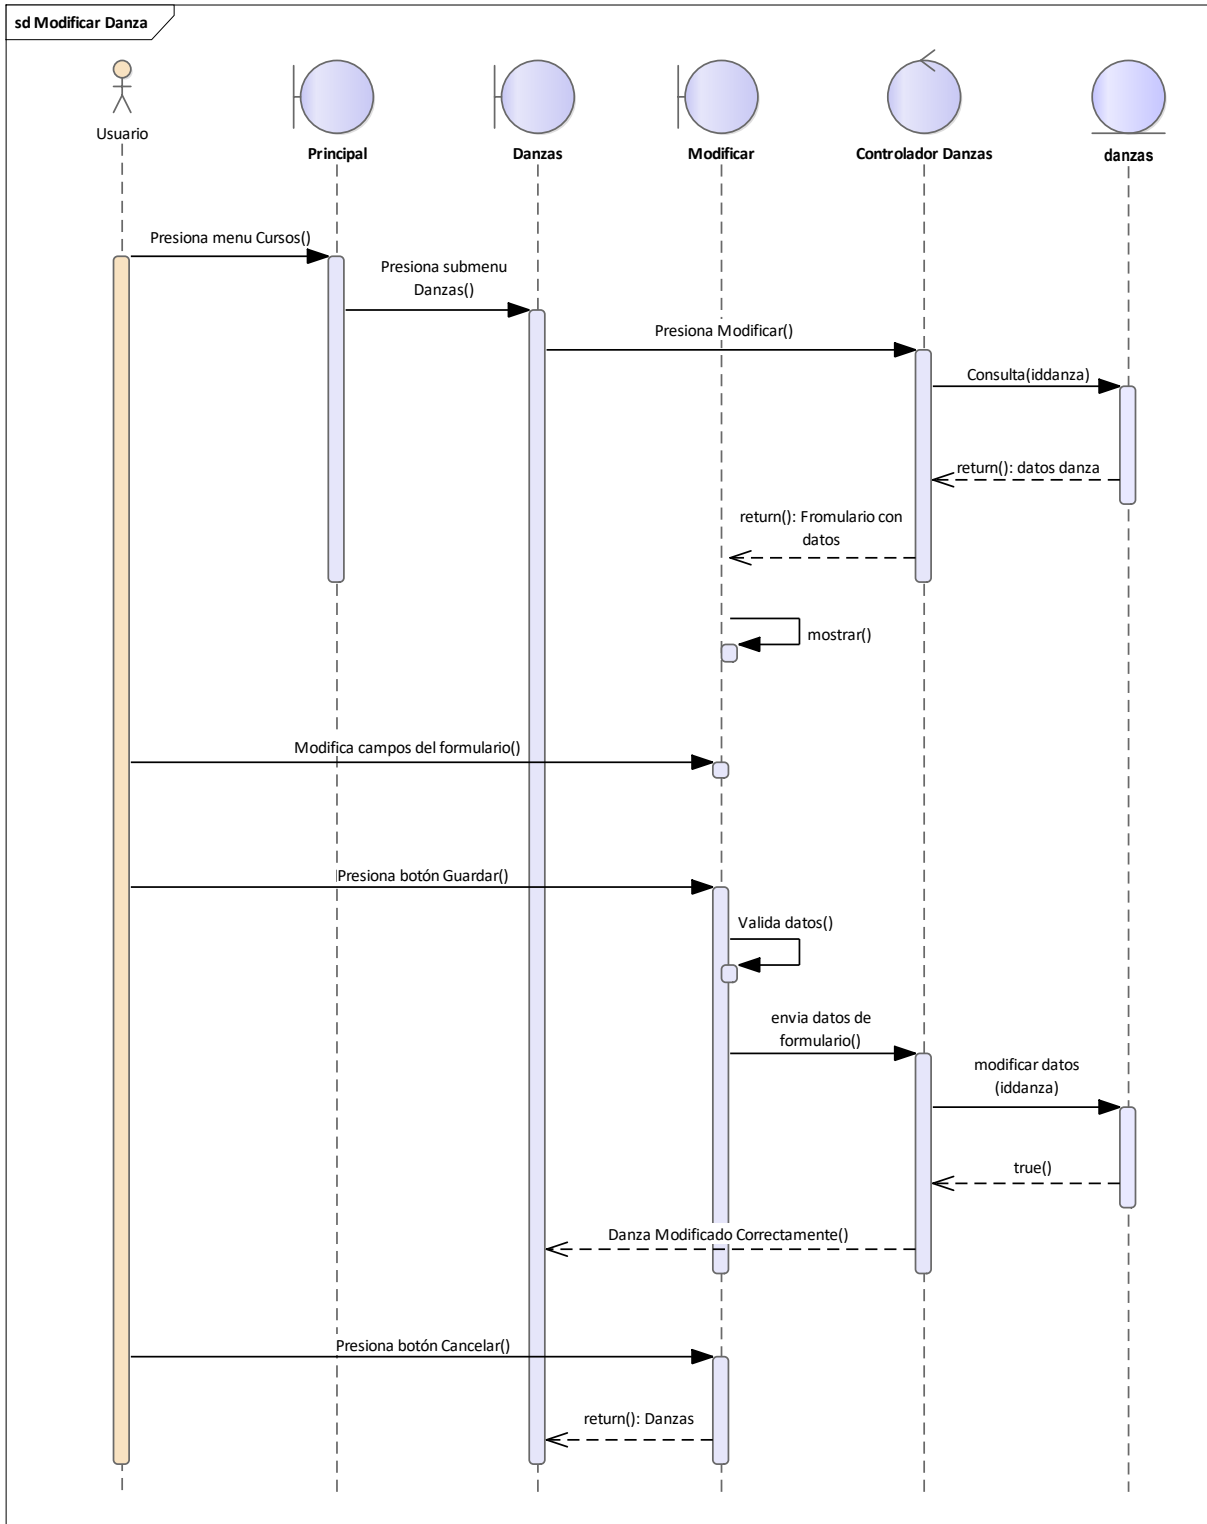 sd Modificar Danza
Usuario
Principal
Danzas
Modificar
Controlador Danzas
danzas
Presiona menu Cursos()
Presiona submenu
Danzas()
Presiona Modificar()
Consulta(iddanza)
return(): datos danza
return(): Fromulario con
datos
mostrar()
Modifica campos del formulario()
Presiona botón Guardar()
Valida datos()
envia datos de
formulario()
modificar datos
(iddanza)
true()
Danza Modificado Correctamente()
Presiona botón Cancelar()
return(): Danzas